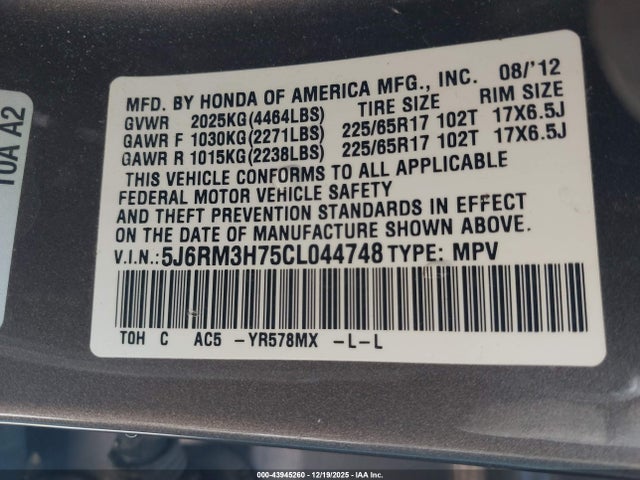 MFD. BY HONDA OF AMERICA MFG., INC. 08/'12
GVWR 2025KG(4464LBS) TIRE SIZE RIM SIZE
GAWR F 1030KG(2271LBS) 225/65R17 102T 17X6.5J
GAWR R 1015KG(2238LBS) 225/65R17 102T 17X6.5J
THIS VEHICLE CONFORMS TO ALL APPLICABLE
FEDERAL MOTOR VEHICLE SAFETY
AND THEFT PREVENTION STANDARDS IN EFFECT
ON THE DATE OF MANUFACTURE SHOWN ABOVE.
V.I.N.:5J6RM3H75CL044748 TYPE: MPV
TOH C AC5 -YR578MX -L-L
T0A A2
000-43945260 - 12/19/2025 - IAA Inc.